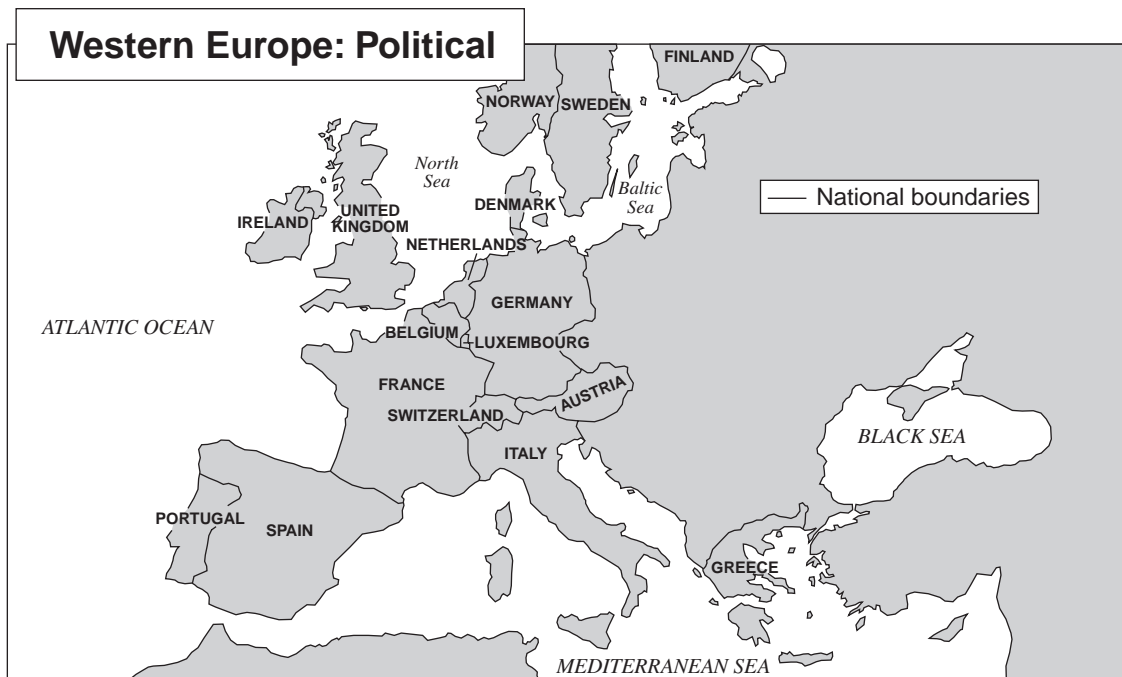 Western Europe: Political
FINLAND
NORWAY
SWEDEN
North
Sea
Baltic
Sea
National boundaries
DENMARK
IRELAND
UNITED
KINGDOM
NETHERLANDS
GERMANY
ATLANTIC OCEAN
BELGIUM
LUXEMBOURG
FRANCE
AUSTRIA
SWITZERLAND
BLACK SEA
ITALY
PORTUGAL
SPAIN
GREECE
MEDITERRANEAN SEA